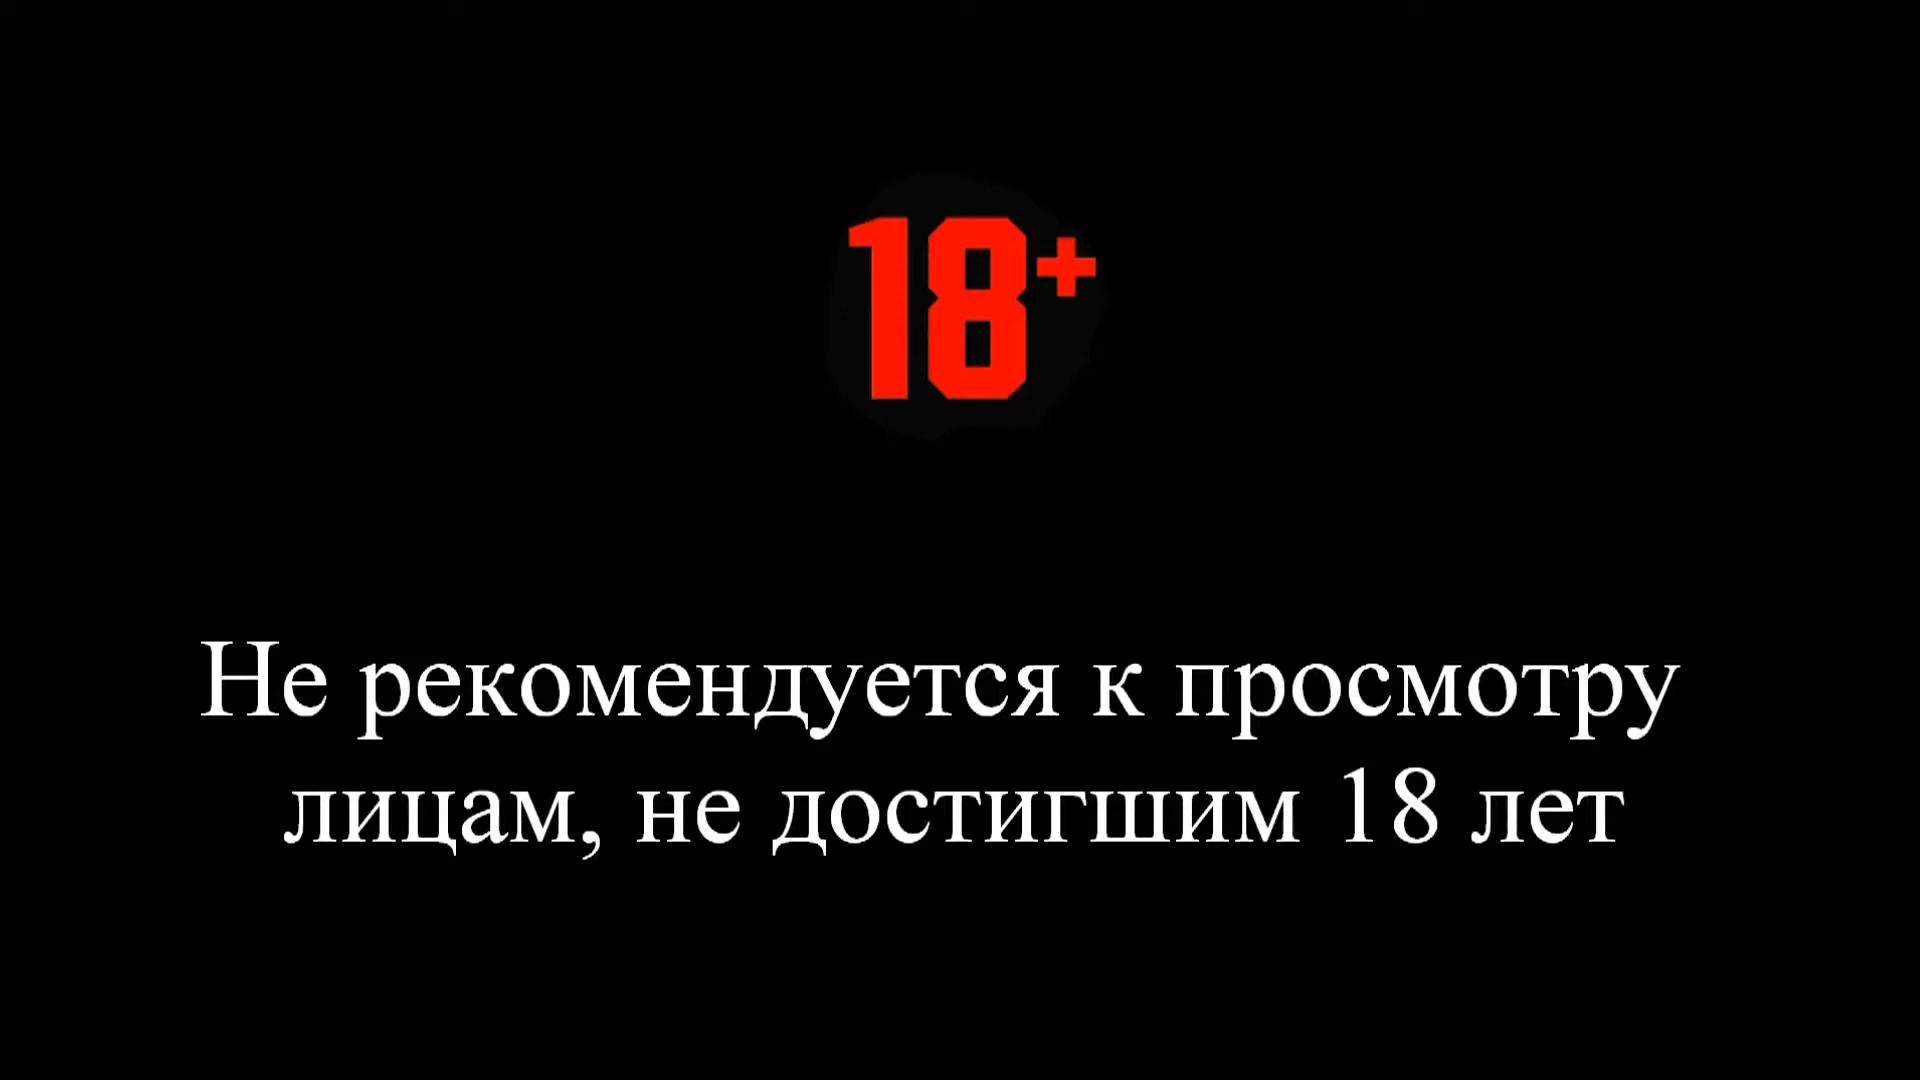 18+
Не рекомендуется к просмотру
лицам, не достигшим 18 лет